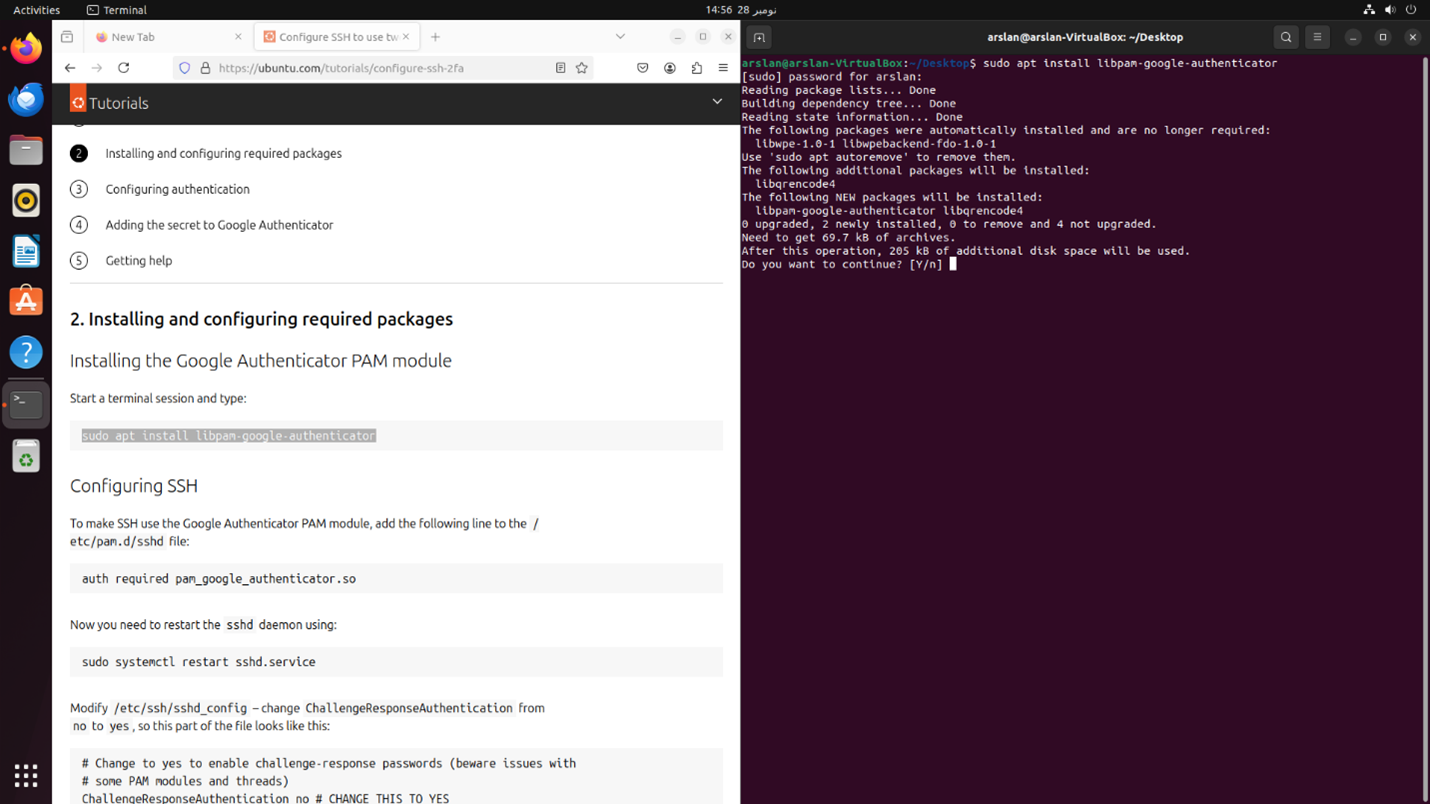 Activities
Terminal
14:56 28 نومبر
New Tab
Configure SSH to use tw
https://ubuntu.com/tutorials/configure-ssh-2fa
Tutorials
2 Installing and configuring required packages
3 Configuring authentication
4 Adding the secret to Google Authenticator
5 Getting help
2. Installing and configuring required packages
Installing the Google Authenticator PAM module
Start a terminal session and type:
sudo apt install libpam-google-authenticator
Configuring SSH
To make SSH use the Google Authenticator PAM module, add the following line to the /
etc/pam.d/sshd file:
auth required pam_google_authenticator.so
Now you need to restart the sshd daemon using:
sudo systemctl restart sshd.service
Modify /etc/ssh/sshd_config – change ChallengeResponseAuthentication from
no to yes , so this part of the file looks like this:
# Change to yes to enable challenge-response passwords (beware issues with
# some PAM modules and threads)
ChallengeResponseAuthentication no # CHANGE THIS TO YES
arslan@arslan-VirtualBox: ~/Desktop
arslan@arslan-VirtualBox:~/Desktop$ sudo apt install libpam-google-authenticator
[sudo] password for arslan:
Reading package lists... Done
Building dependency tree... Done
Reading state information... Done
The following packages were automatically installed and are no longer required:
libwpe-1.0-1 libwpebackend-fdo-1.0-1
Use 'sudo apt autoremove' to remove them.
The following additional packages will be installed:
libqrencode4
The following NEW packages will be installed:
libpam-google-authenticator libqrencode4
0 upgraded, 2 newly installed, 0 to remove and 4 not upgraded.
Need to get 69.7 kB of archives.
After this operation, 205 kB of additional disk space will be used.
Do you want to continue? [Y/n]